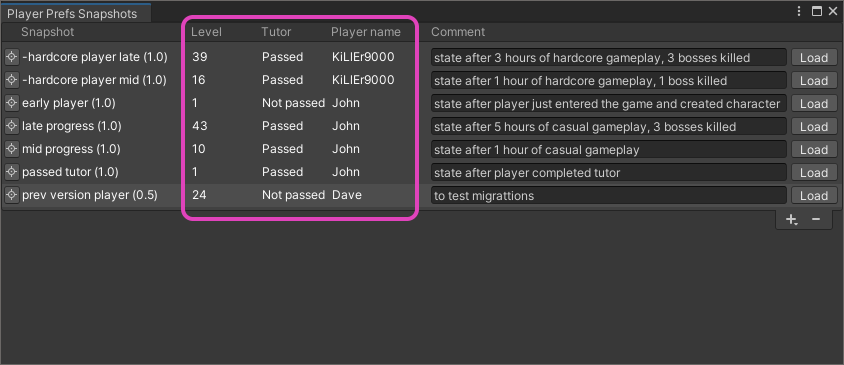 Player Prefs Snapshots
Snapshot Level Tutor Player name Comment
-hardcore player late (1.0) 39 Passed KiLlEr9000 state after 3 hours of hardcore gameplay, 3 bosses killed Load
-hardcore player mid (1.0) 16 Passed KiLlEr9000 state after 1 hour of hardcore gameplay, 1 boss killed Load
early player (1.0) 1 Not passed John state after player just entered the game and created character Load
late progress (1.0) 43 Passed John state after 5 hours of casual gameplay, 3 bosses killed Load
mid progress (1.0) 10 Passed John state after 1 hour of casual gameplay Load
passed tutor (1.0) 1 Passed John state after player completed tutor Load
prev version player (0.5) 24 Not passed Dave to test migrattions Load